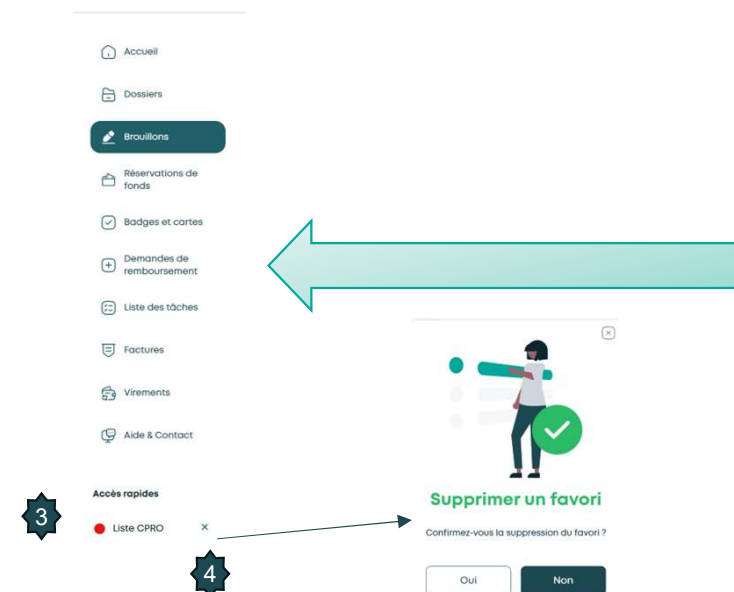 Accueil
Dossiers
Brouillons
Réservations de
fonds
Badges et cartes
Demandes de
remboursement
Liste des tâches
Factures
Virements
Aide & Contact
Accès rapides
3
Liste CPRO ×
4
Supprimer un favori
Confirmez-vous la suppression du favori ?
Oui
Non